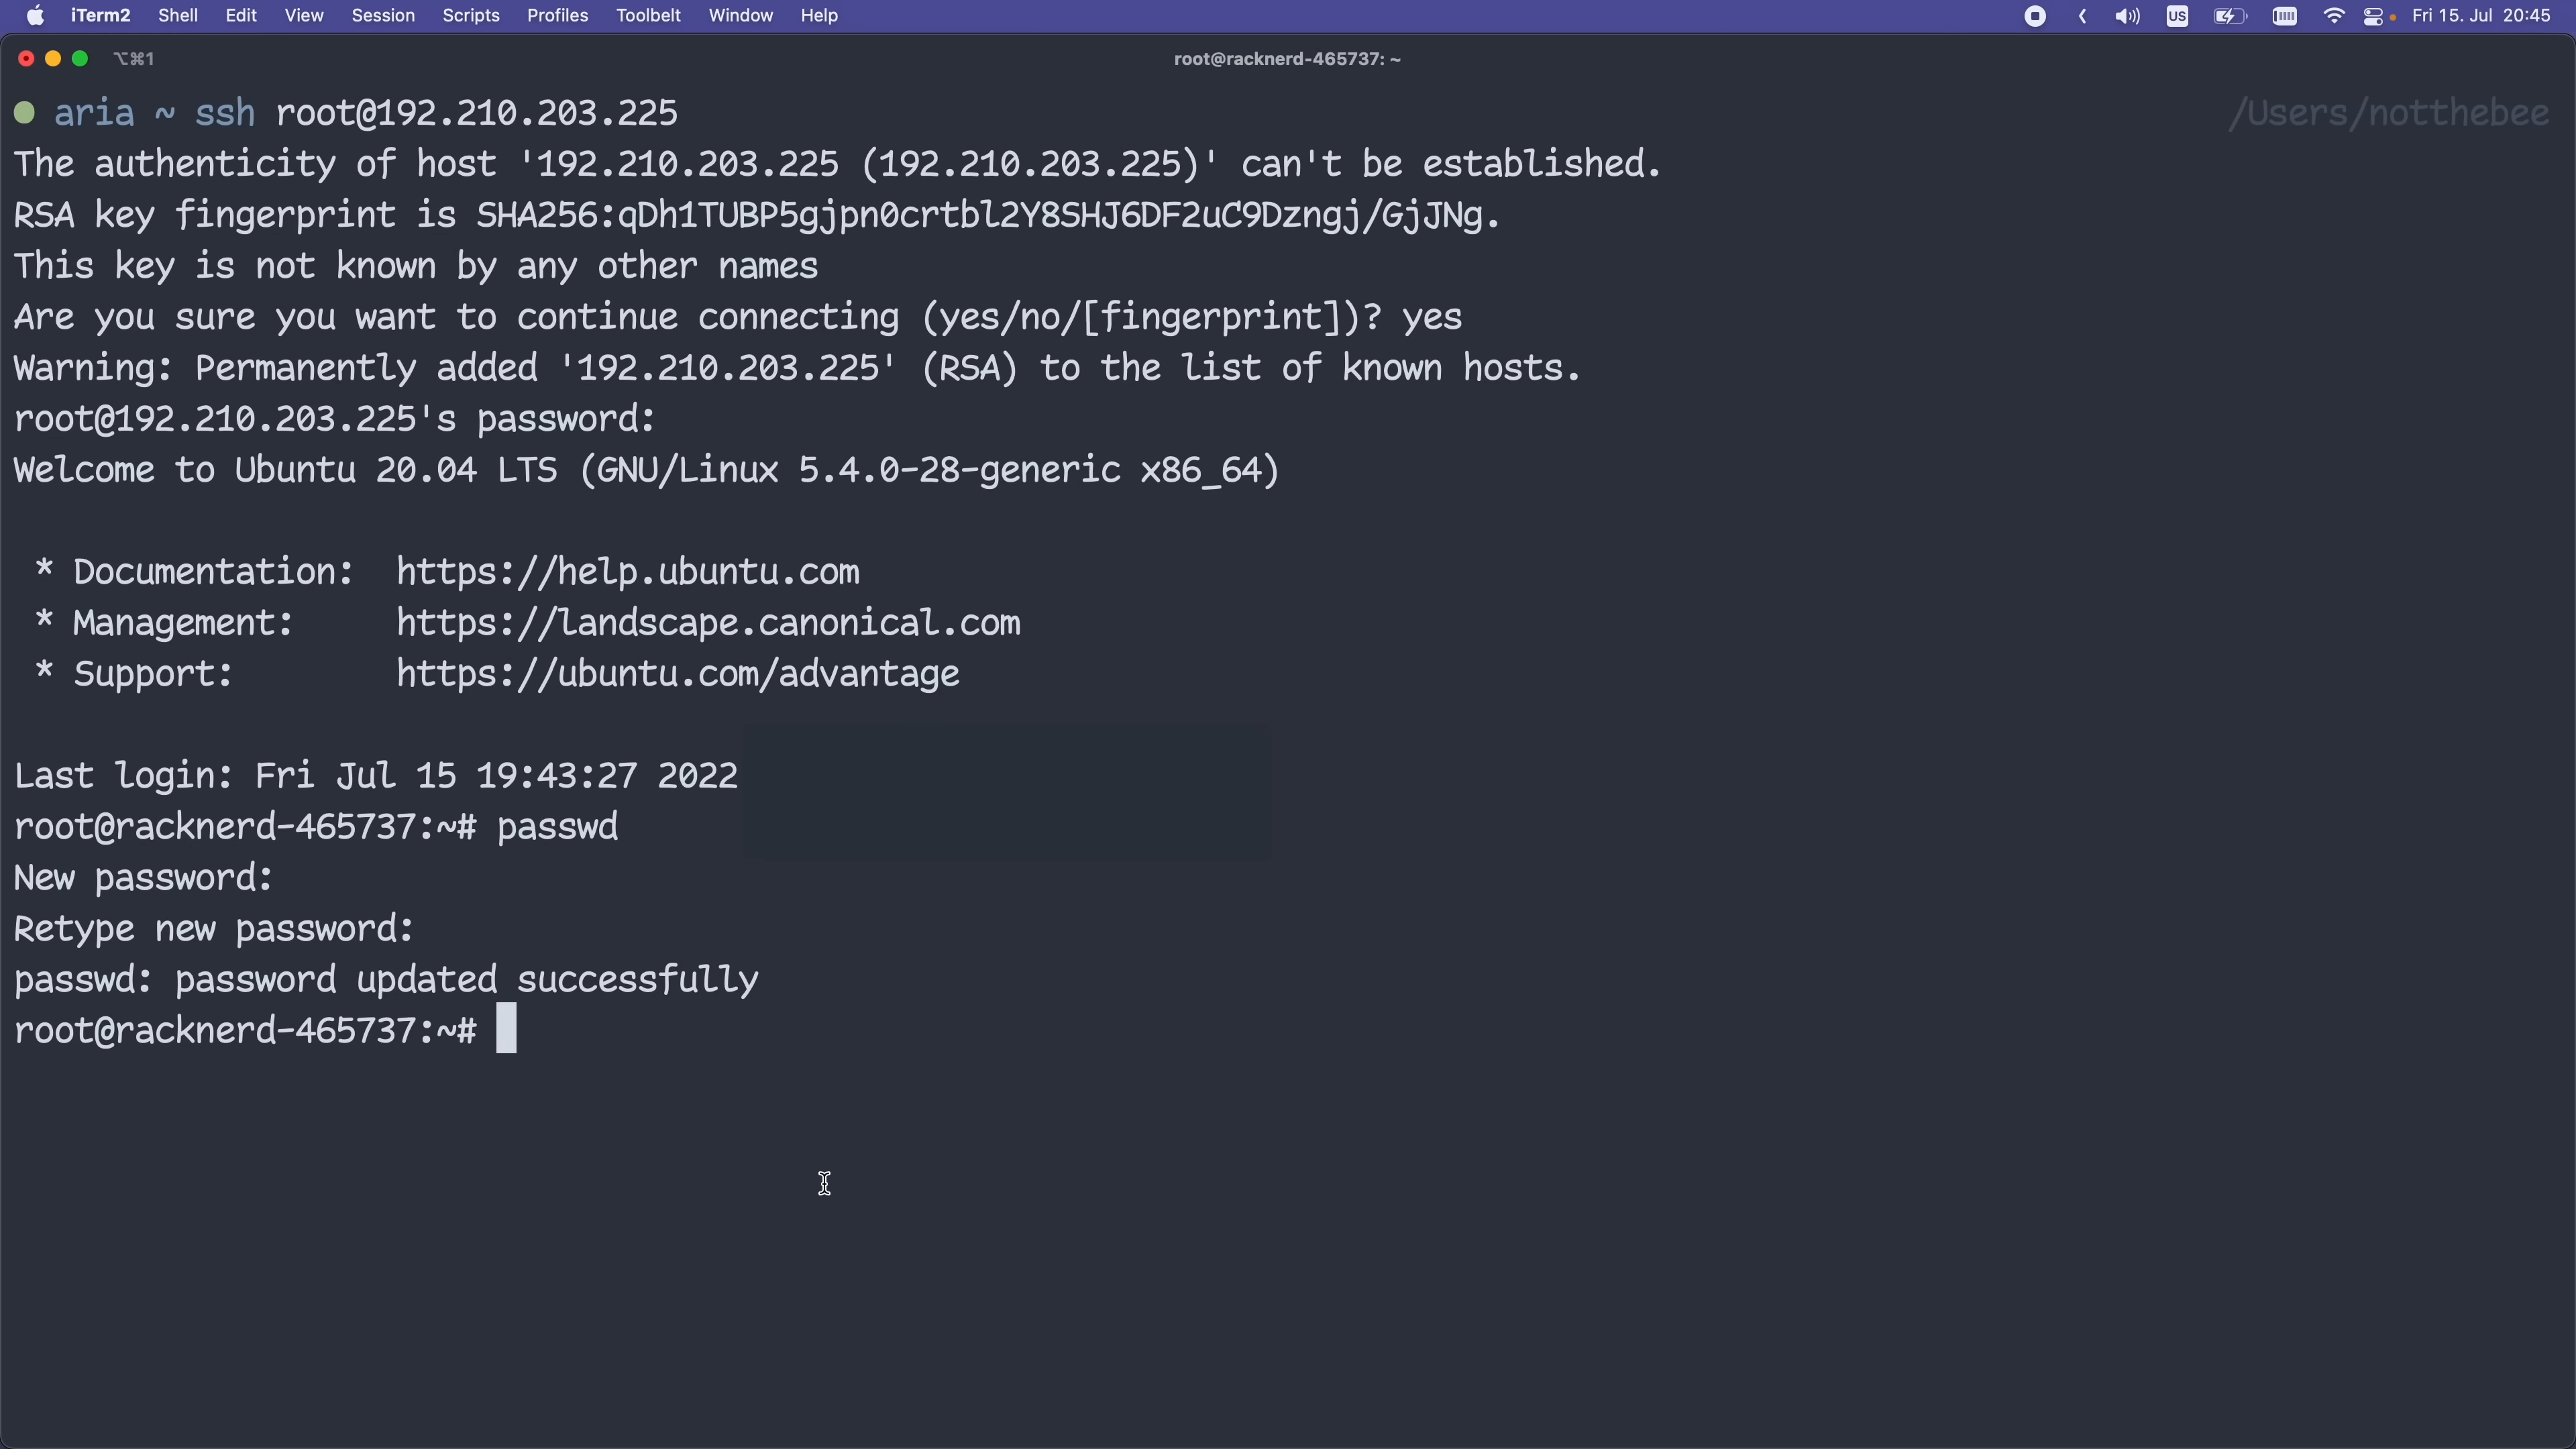 iTerm2 Shell Edit View Session Scripts Profiles Toolbelt Window Help US Fri 15. Jul 20:45
⌥⌘1 root@racknerd-465737: ~
aria ~ ssh root@192.210.203.225 /Users/notthebee
The authenticity of host '192.210.203.225 (192.210.203.225)' can't be established.
RSA key fingerprint is SHA256:qDh1TUBP5gjpn0crtbl2Y8SHJ6DF2uC9Dzngj/GjJNg.
This key is not known by any other names
Are you sure you want to continue connecting (yes/no/[fingerprint])? yes
Warning: Permanently added '192.210.203.225' (RSA) to the list of known hosts.
root@192.210.203.225's password:
Welcome to Ubuntu 20.04 LTS (GNU/Linux 5.4.0-28-generic x86_64)
* Documentation: https://help.ubuntu.com
* Management: https://landscape.canonical.com
* Support: https://ubuntu.com/advantage
Last login: Fri Jul 15 19:43:27 2022
root@racknerd-465737:~# passwd
New password:
Retype new password:
passwd: password updated successfully
root@racknerd-465737:~#